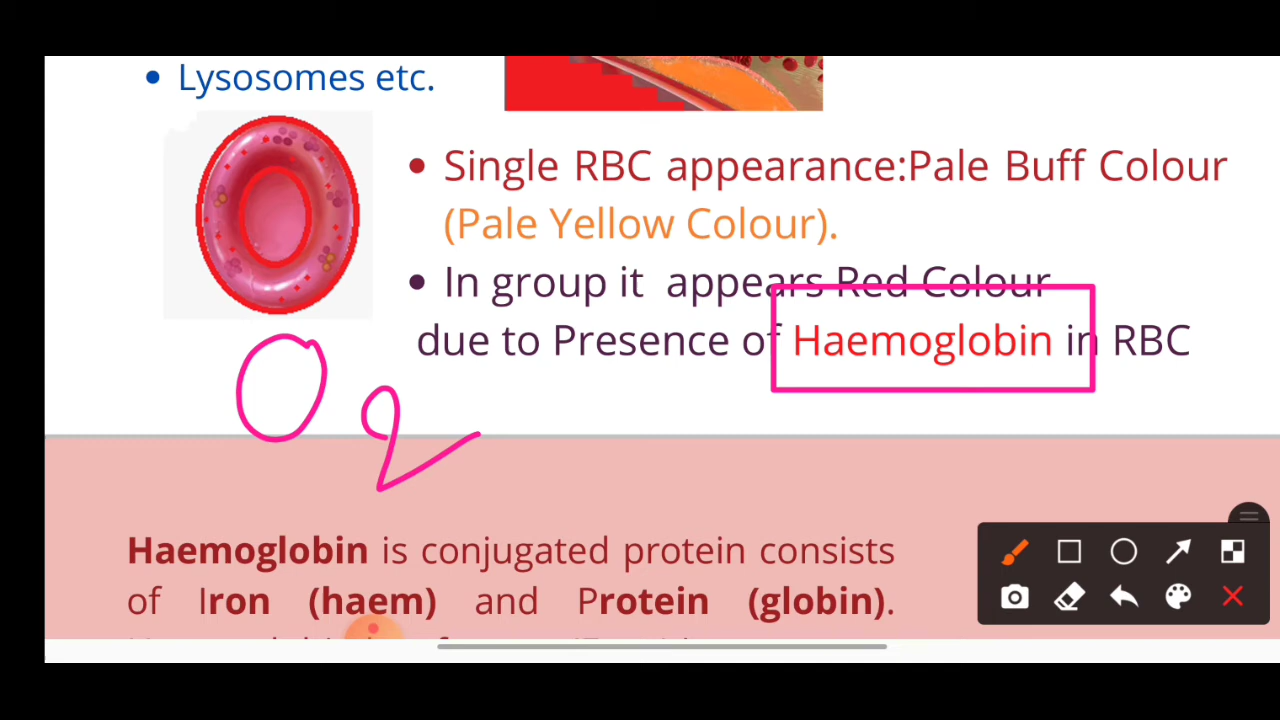 Lysosomes etc.
Single RBC appearance:Pale Buff Colour
(Pale Yellow Colour).
In group it appears Red Colour
due to Presence of Haemoglobin in RBC
O2
Haemoglobin is conjugated protein consists
of Iron (haem) and Protein (globin).